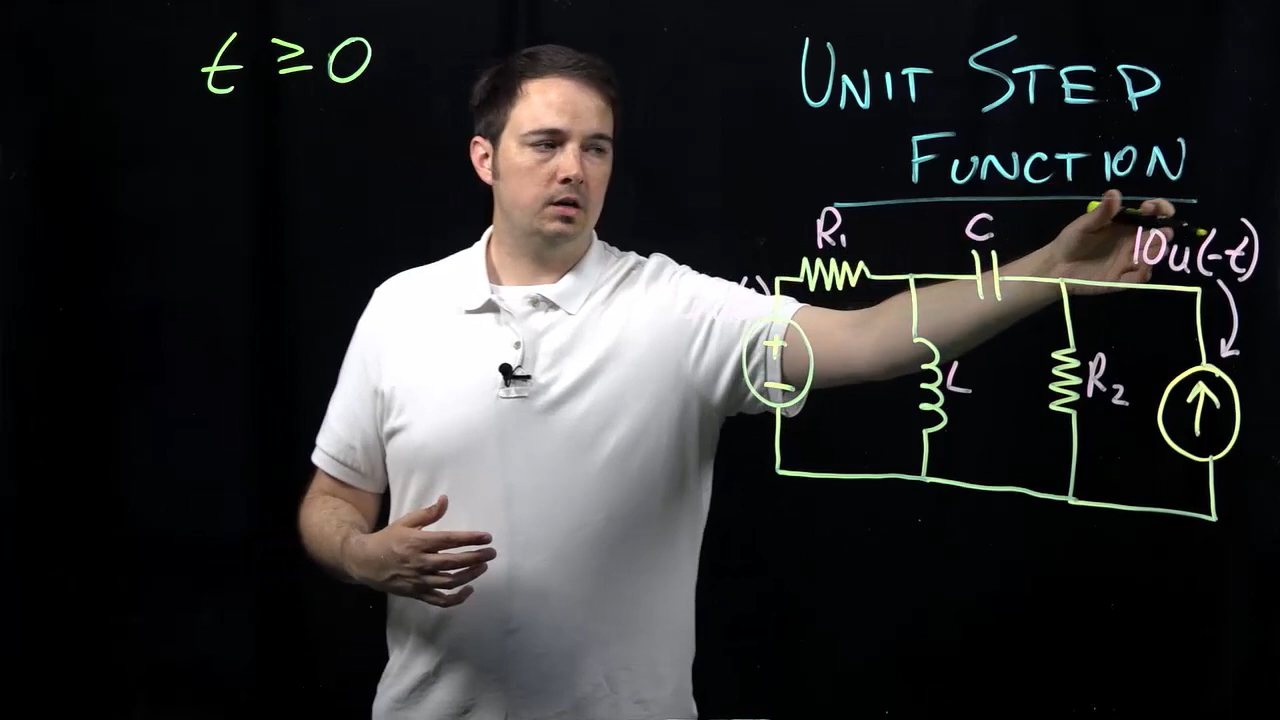 t ≥ 0
UNIT STEP
FUNCTION
R₁
C
10u(-t)
+
−
L
R₂